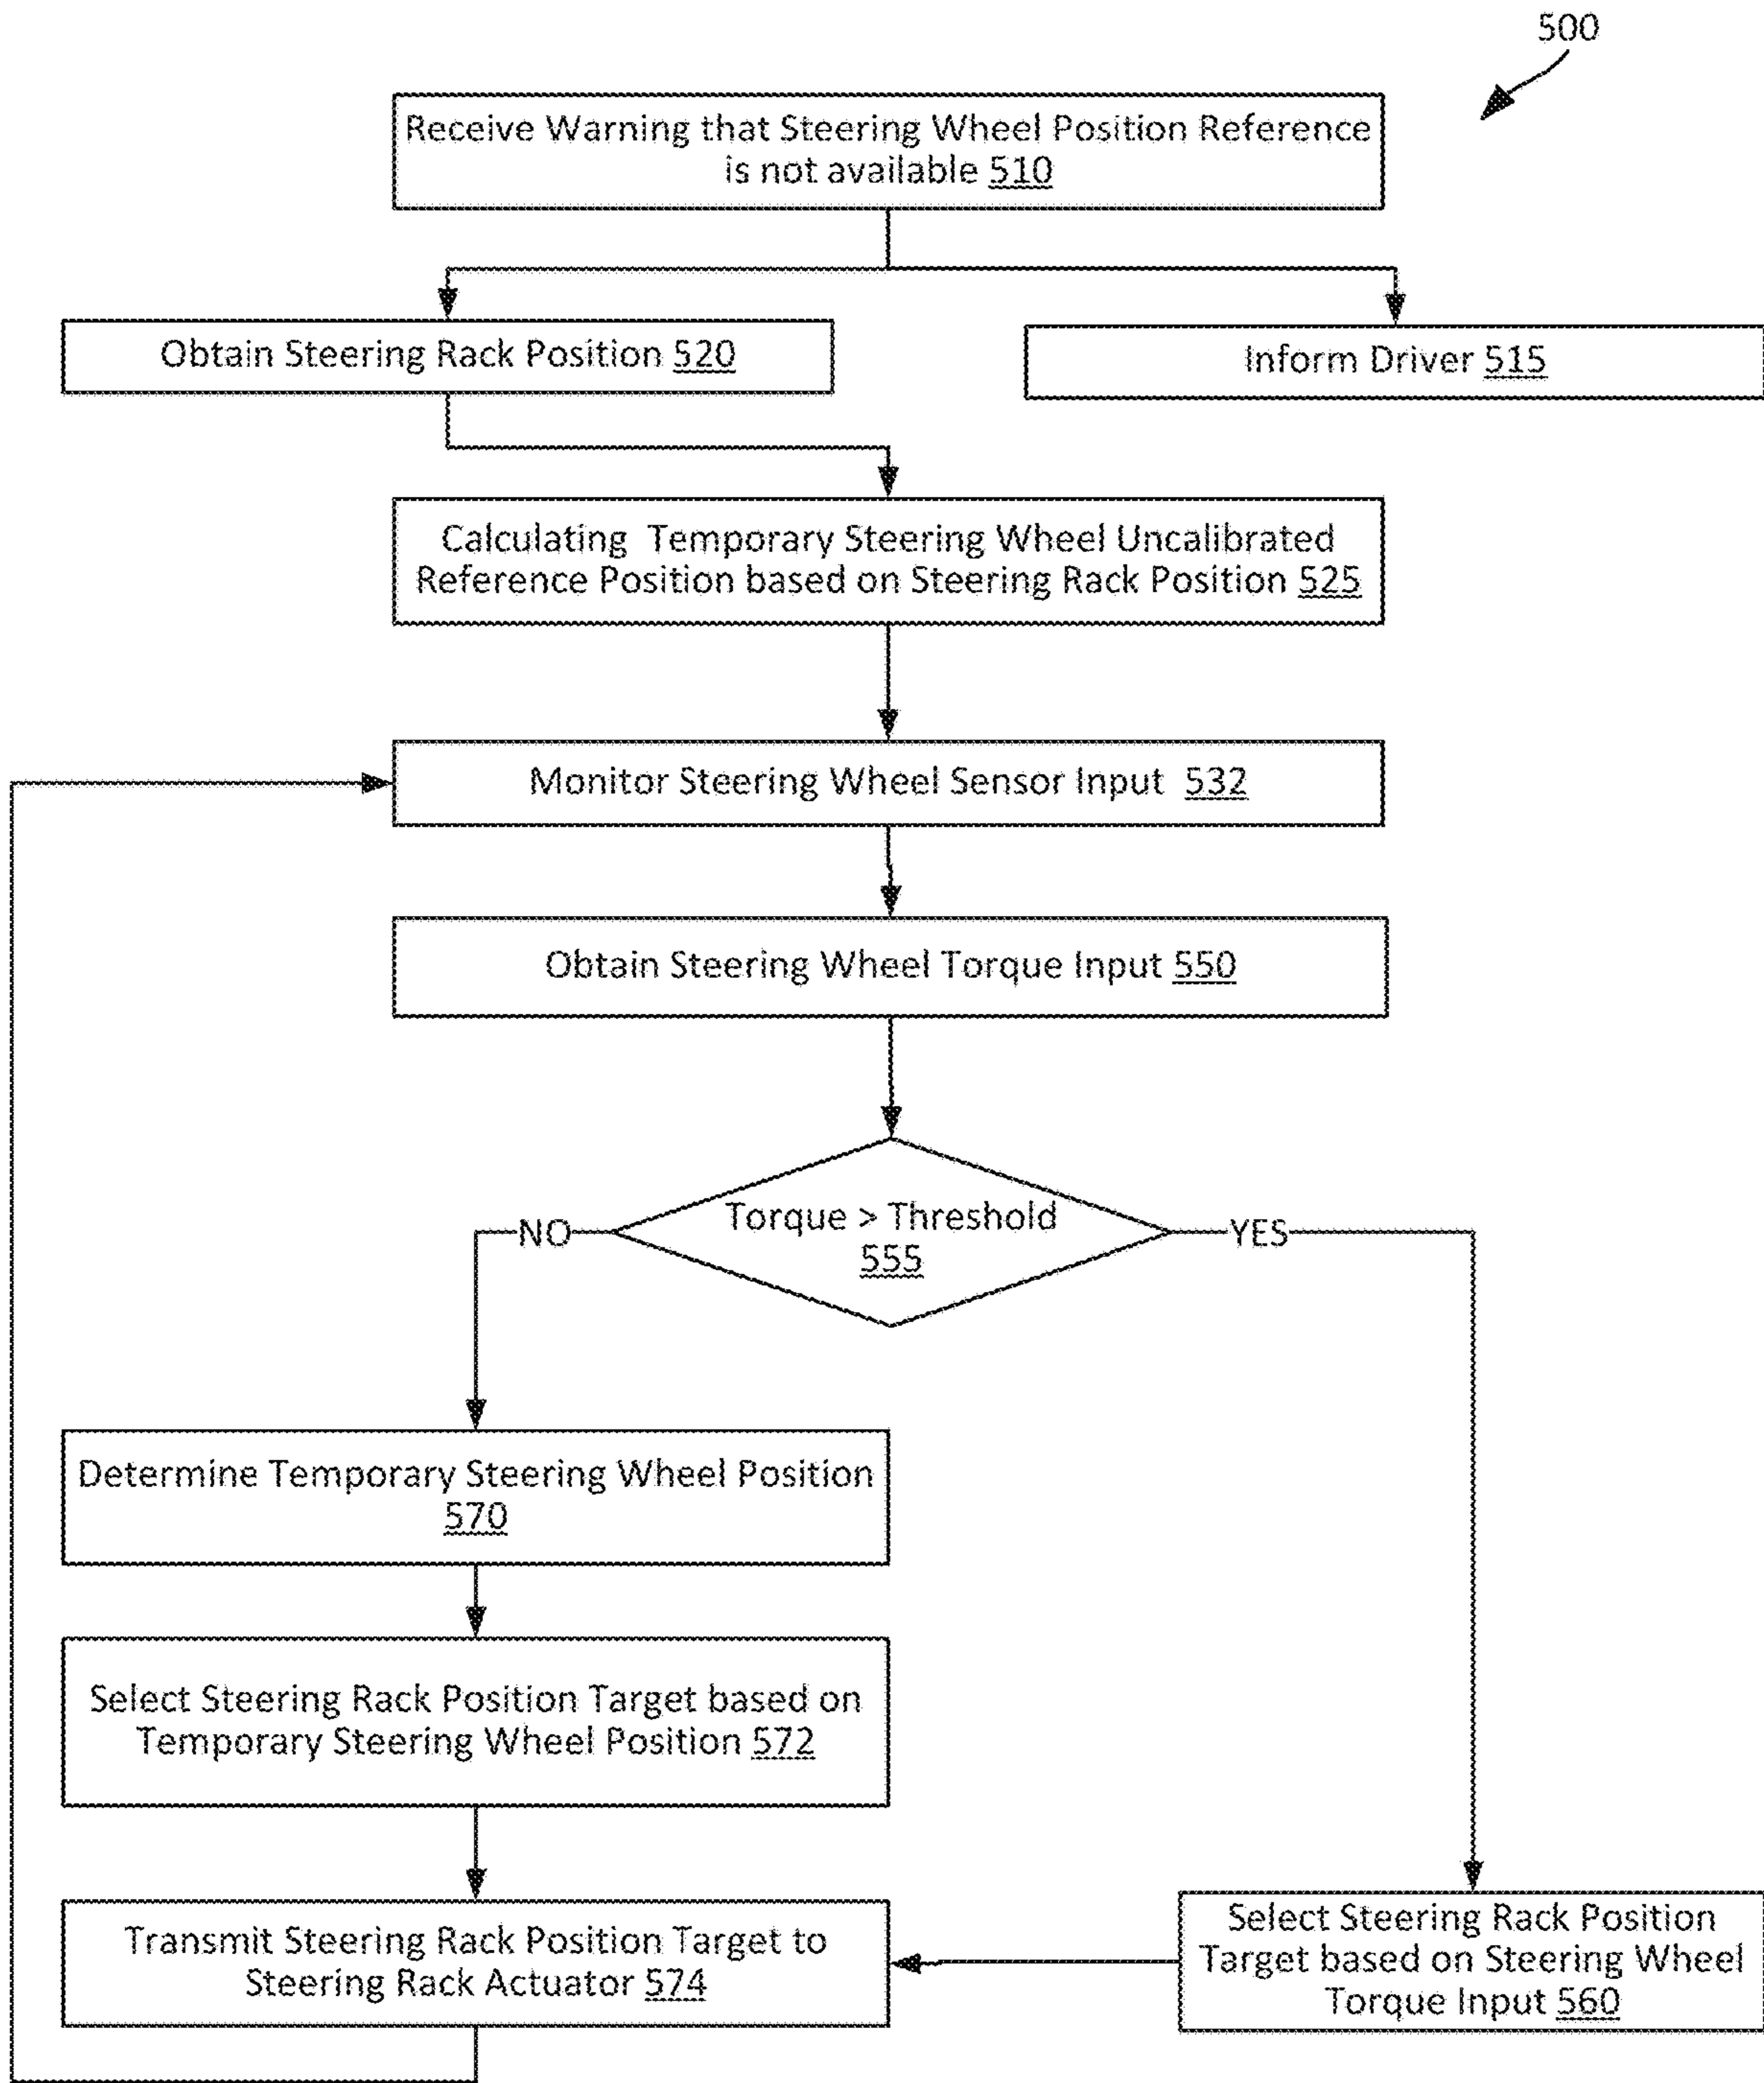 500
Receive Warning that Steering Wheel Position Reference
is not available 510
Obtain Steering Rack Position 520
Inform Driver 515
Calculating Temporary Steering Wheel Uncalibrated
Reference Position based on Steering Rack Position 525
Monitor Steering Wheel Sensor Input 532
Obtain Steering Wheel Torque Input 550
Torque > Threshold
555
NO
YES
Determine Temporary Steering Wheel Position
570
Select Steering Rack Position Target based on
Temporary Steering Wheel Position 572
Transmit Steering Rack Position Target to
Steering Rack Actuator 574
Select Steering Rack Position
Target based on Steering Wheel
Torque Input 560